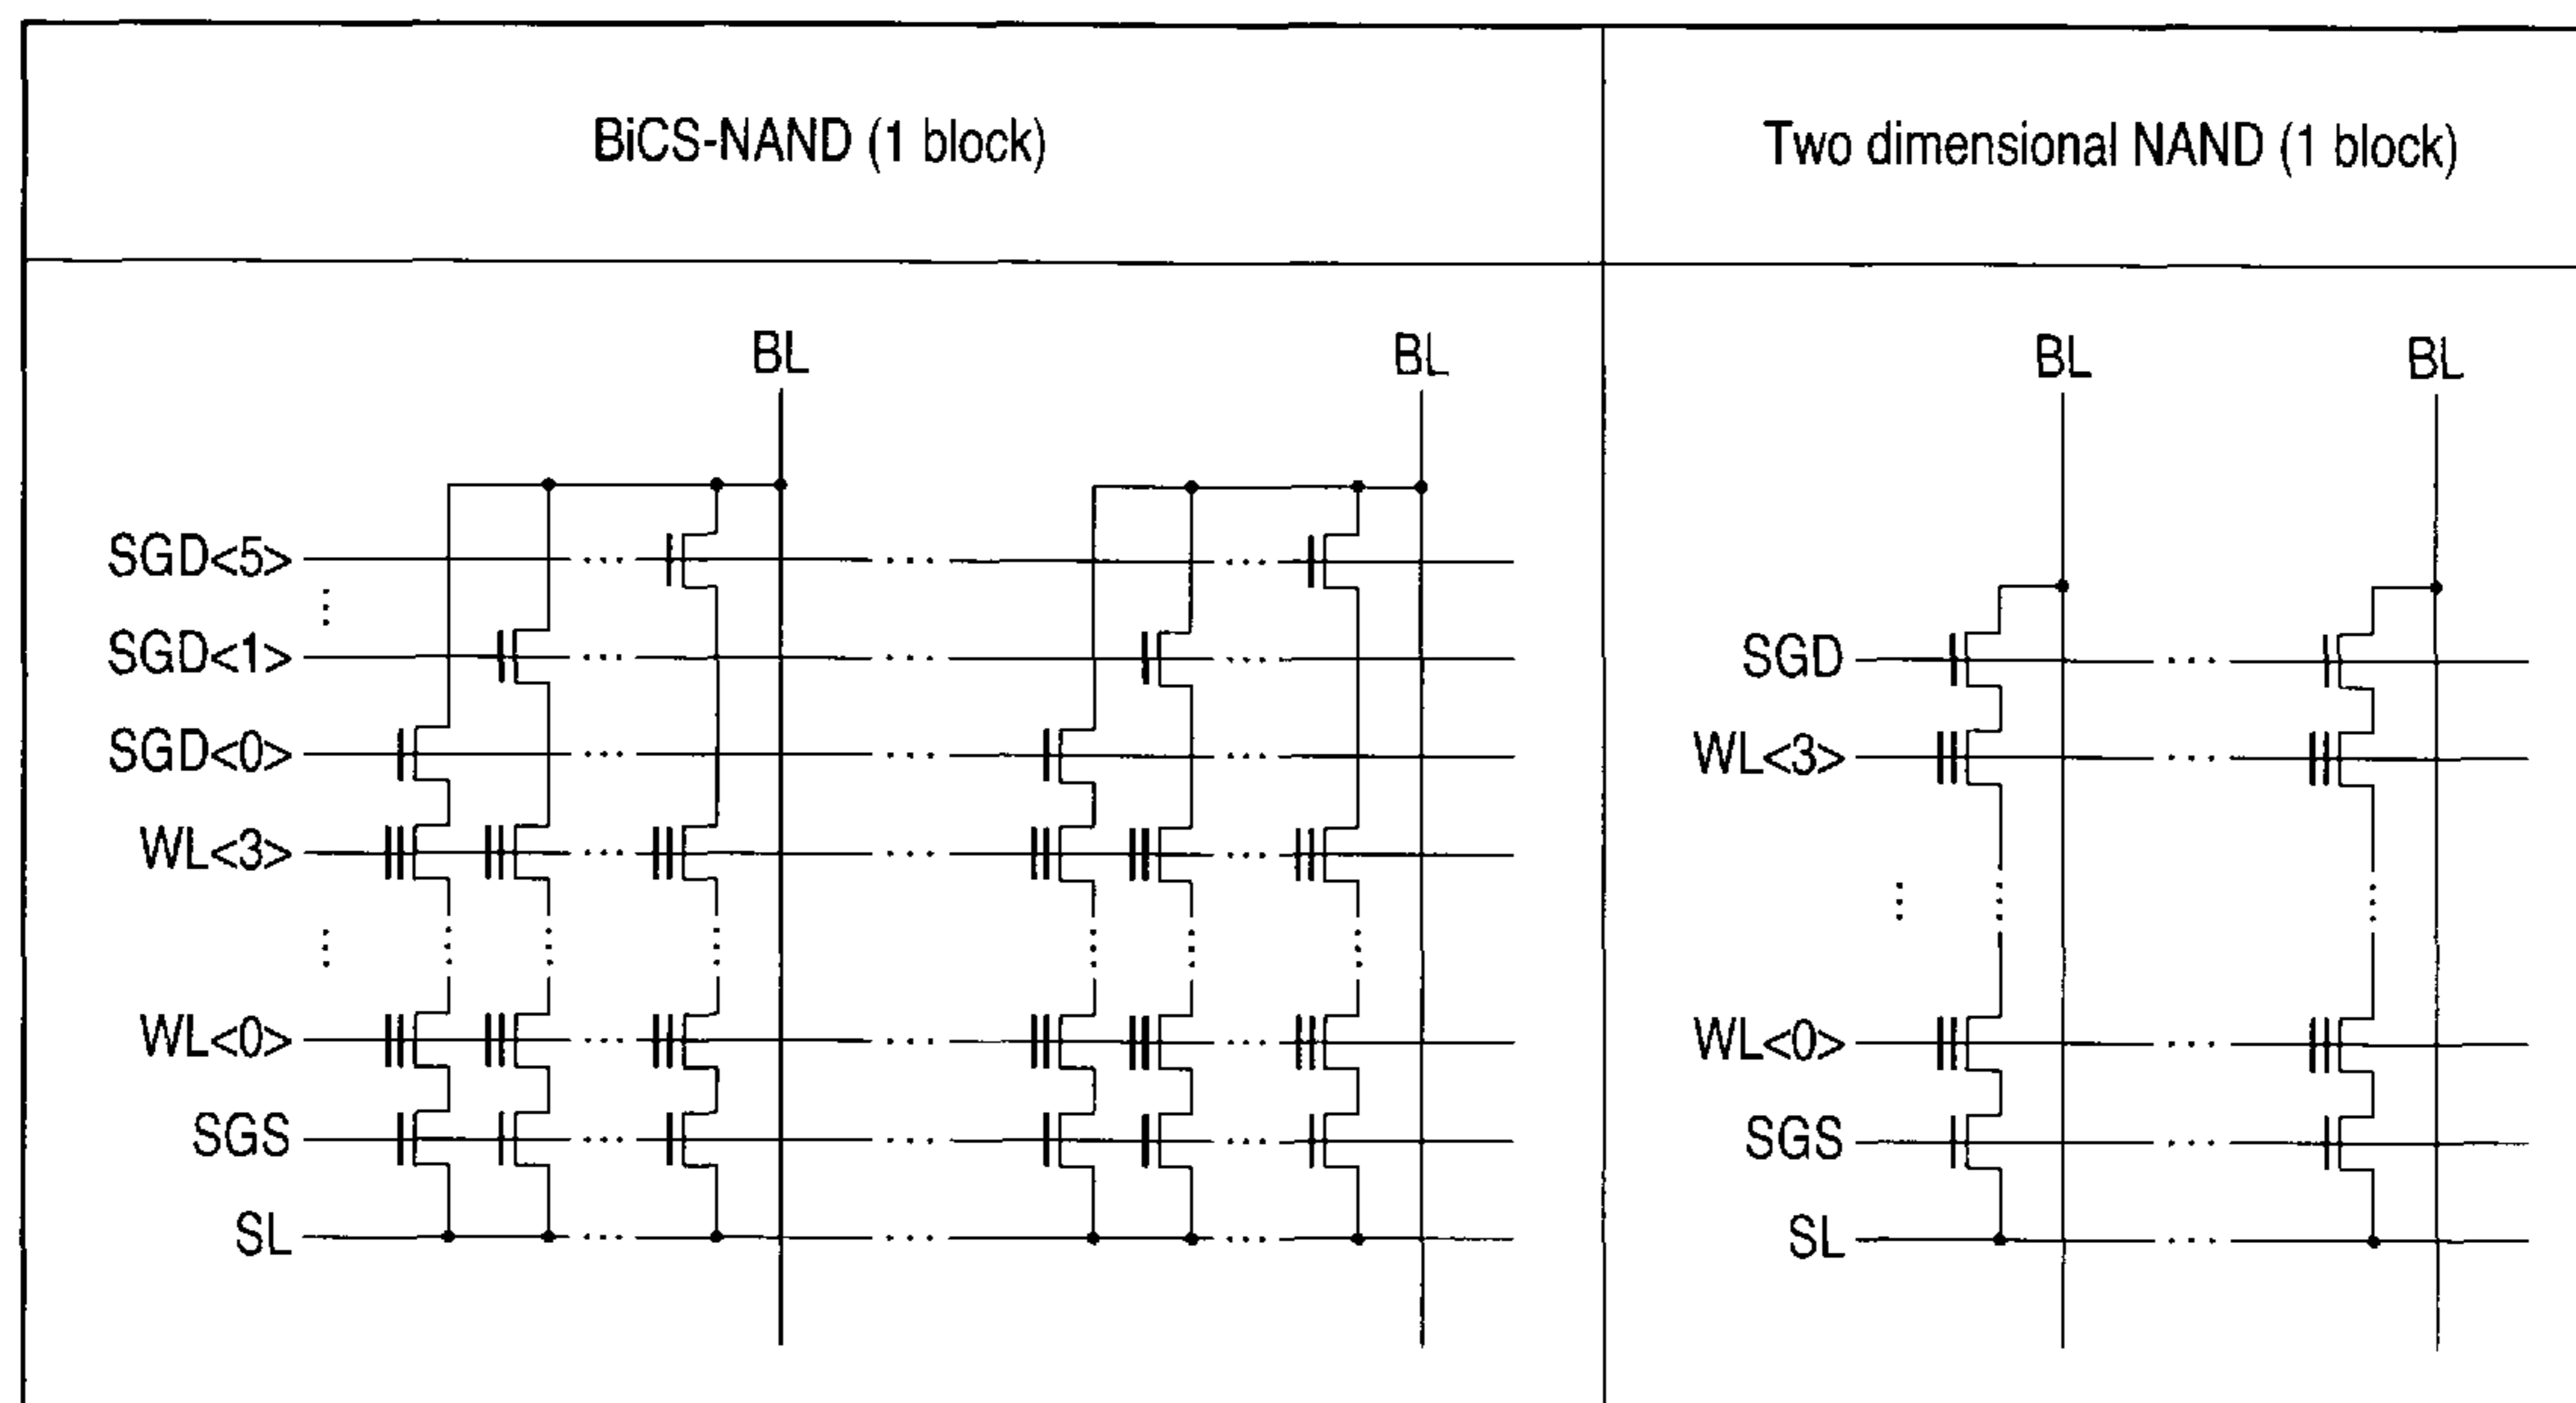 BiCS-NAND (1 block)
Two dimensional NAND (1 block)
BL
BL
SGD<5>
SGD<1>
SGD<0>
WL<3>
WL<0>
SGS
SL
BL
BL
SGD
WL<3>
WL<0>
SGS
SL